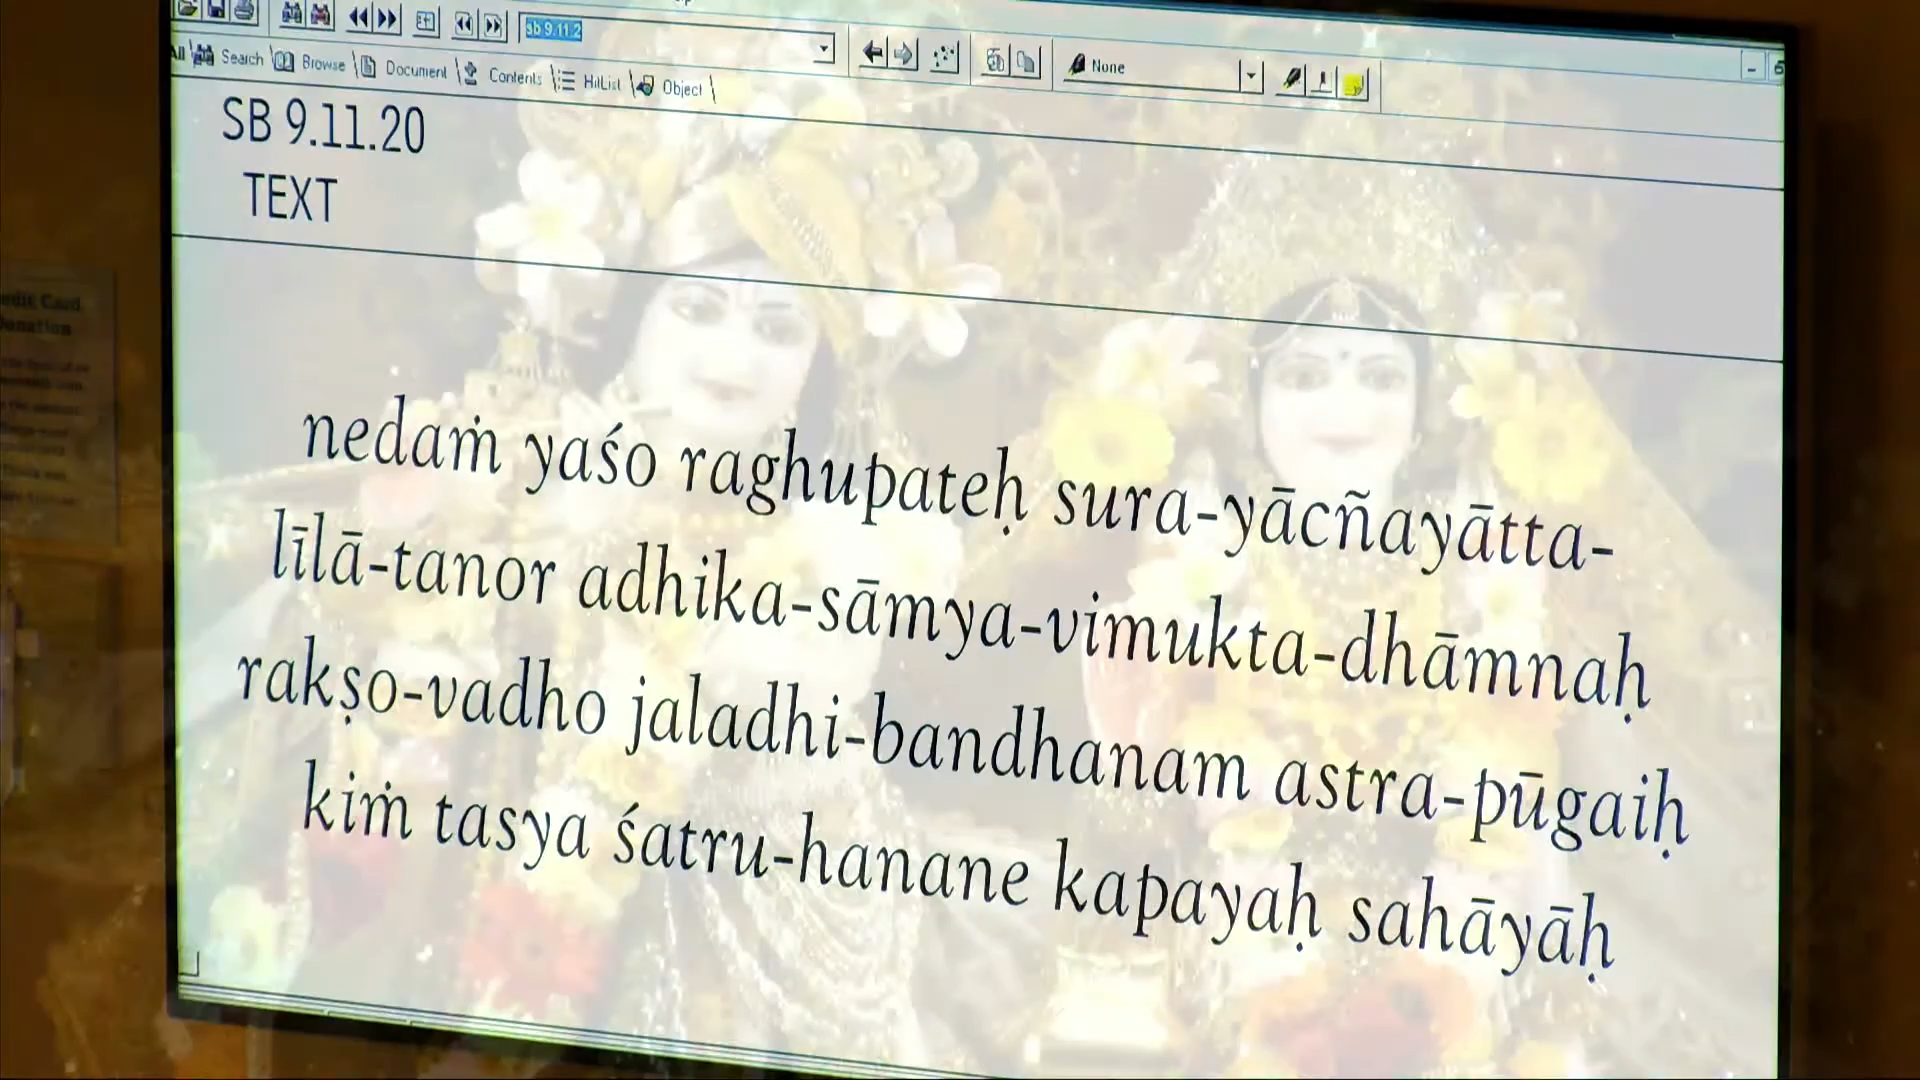 sb 9.11.2
None
All Search Browse Document Contents HitList Object
SB 9.11.20
TEXT
nedaṁ yaśo raghupateḥ sura-yācñayātta-
līlā-tanor adhika-sāmya-vimukta-dhāmnaḥ
rakṣo-vadho jaladhi-bandhanam astra-pūgaiḥ
kiṁ tasya śatru-hanane kapayaḥ sahāyāḥ